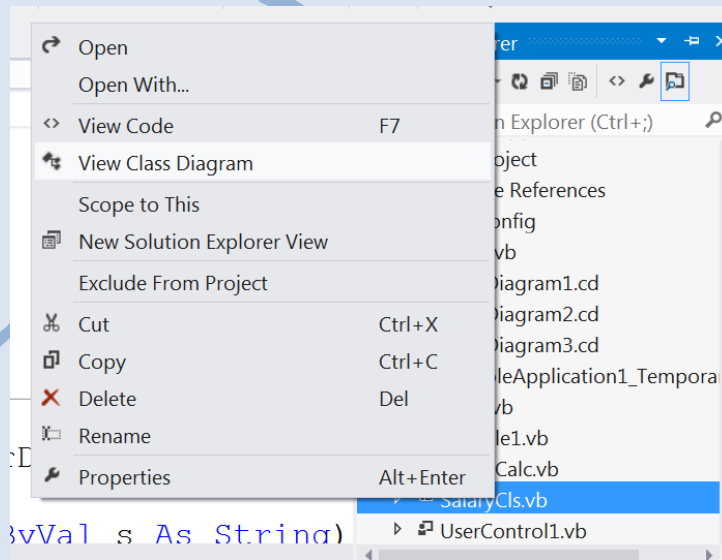 Open
Open With...
View Code F7
View Class Diagram
Scope to This
New Solution Explorer View
Exclude From Project
Cut Ctrl+X
Copy Ctrl+C
Delete Del
Rename
Properties Alt+Enter
rer
n Explorer (Ctrl+;)
oject
e References
onfig
vb
Diagram1.cd
Diagram2.cd
Diagram3.cd
leApplication1_Tempora
vb
le1.vb
Calc.vb
SalaryCls.vb
UserControl1.vb
ByVal s As String)